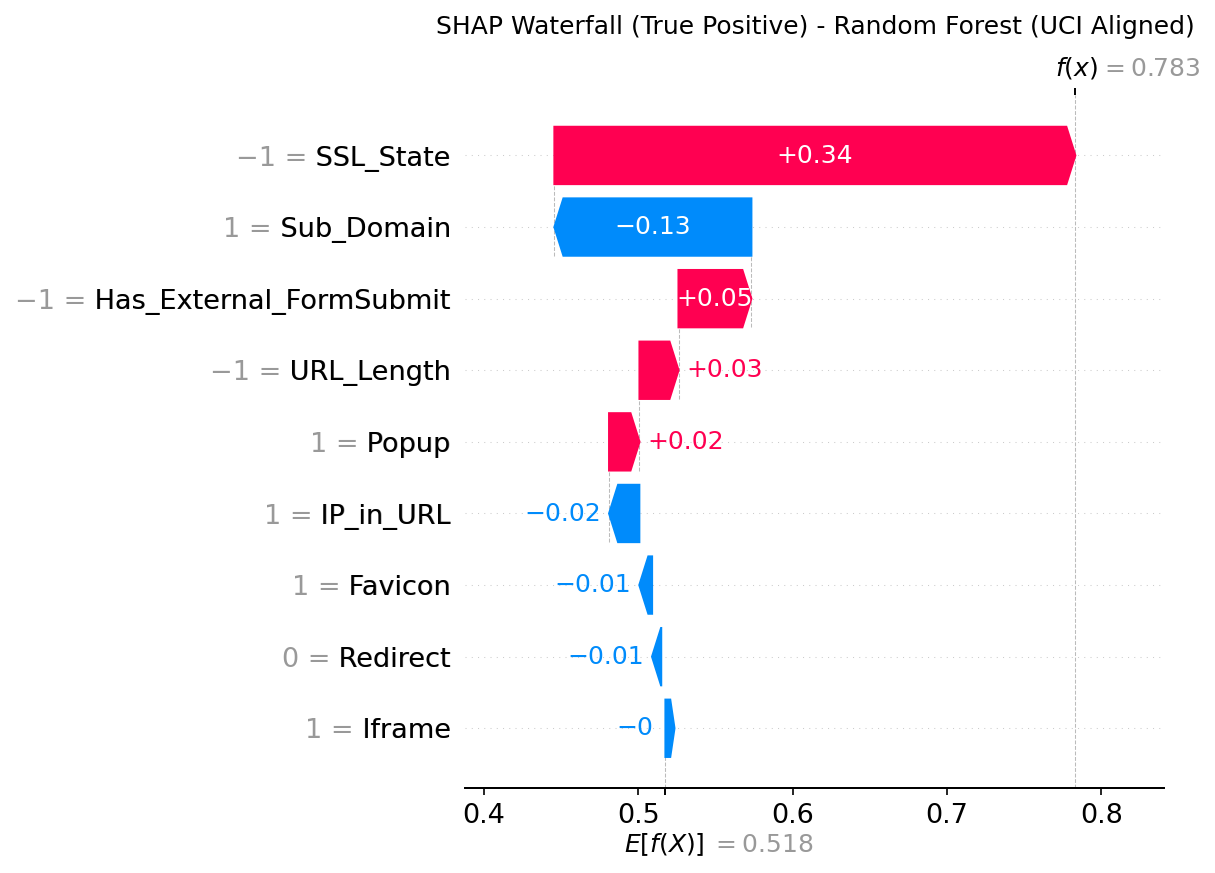 SHAP Waterfall (True Positive) - Random Forest (UCI Aligned)
f(x) = 0.783
−1 = SSL_State +0.34
1 = Sub_Domain −0.13
−1 = Has_External_FormSubmit +0.05
−1 = URL_Length +0.03
1 = Popup +0.02
1 = IP_in_URL −0.02
1 = Favicon −0.01
0 = Redirect −0.01
1 = Iframe −0
0.4 0.5 0.6 0.7 0.8
E[f(X)] = 0.518